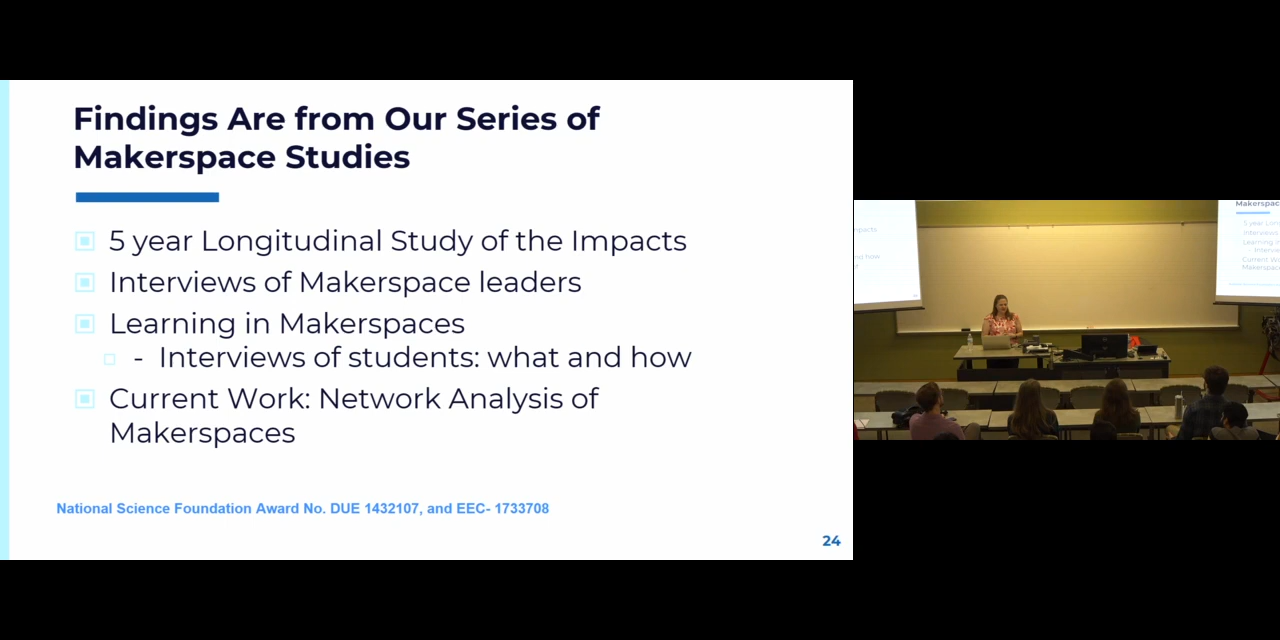 Findings Are from Our Series of
Makerspace Studies
5 year Longitudinal Study of the Impacts
Interviews of Makerspace leaders
Learning in Makerspaces
- Interviews of students: what and how
Current Work: Network Analysis of
Makerspaces
National Science Foundation Award No. DUE 1432107, and EEC- 1733708
24